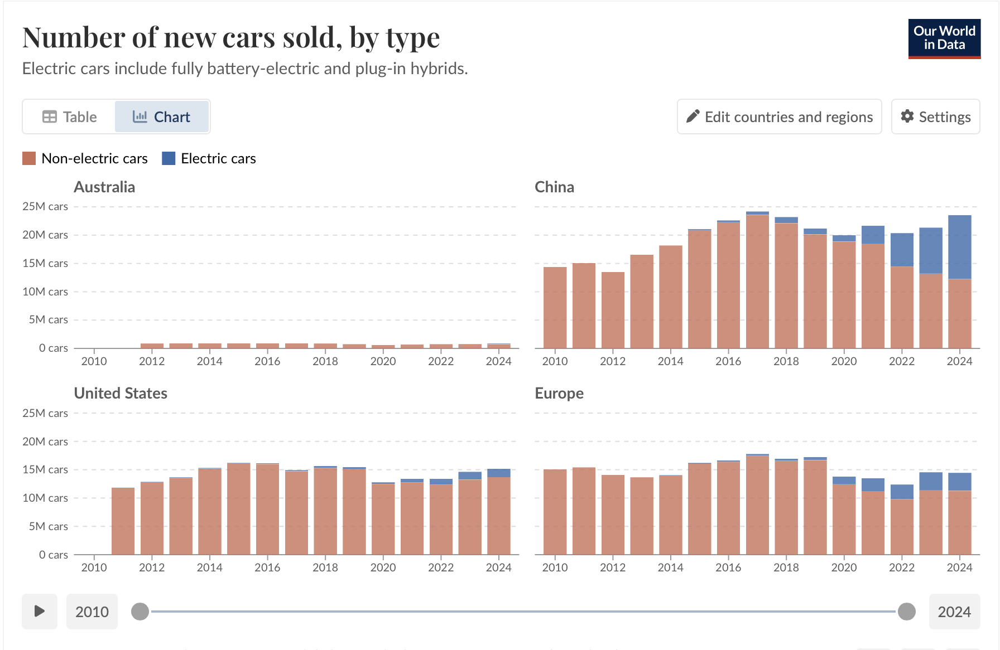 Number of new cars sold, by type
Our World
in Data
Electric cars include fully battery-electric and plug-in hybrids.
Table
Chart
Edit countries and regions
Settings
Non-electric cars
Electric cars
Australia
25M cars
20M cars
15M cars
10M cars
5M cars
0 cars
2010 2012 2014 2016 2018 2020 2022 2024
China
2010 2012 2014 2016 2018 2020 2022 2024
United States
25M cars
20M cars
15M cars
10M cars
5M cars
0 cars
2010 2012 2014 2016 2018 2020 2022 2024
Europe
2010 2012 2014 2016 2018 2020 2022 2024
2010
2024